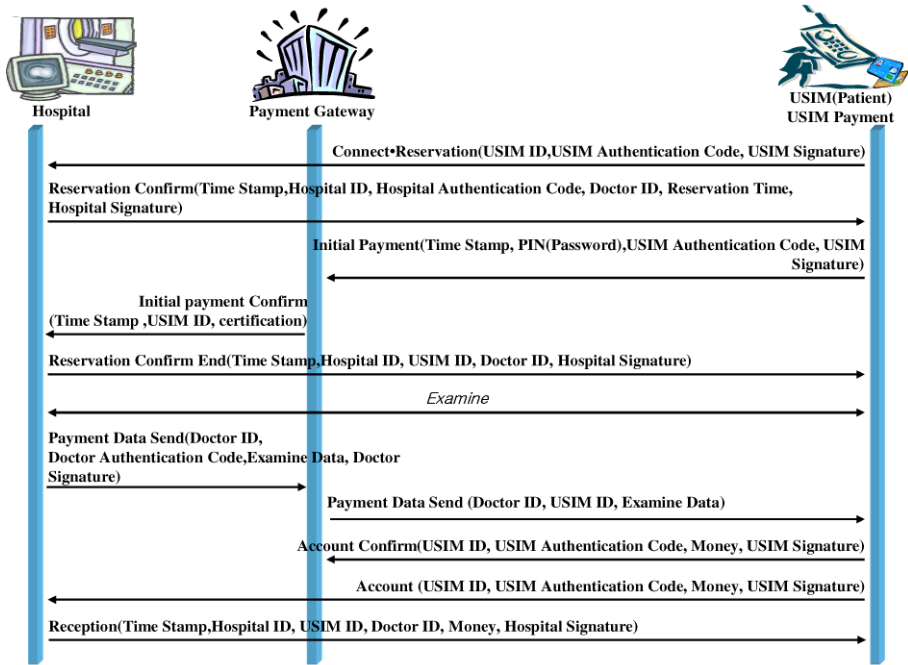 Hospital
Payment Gateway
USIM(Patient)
USIM Payment
Connect•Reservation(USIM ID,USIM Authentication Code, USIM Signature)
Reservation Confirm(Time Stamp,Hospital ID, Hospital Authentication Code, Doctor ID, Reservation Time,
Hospital Signature)
Initial Payment(Time Stamp, PIN(Password),USIM Authentication Code, USIM
Signature)
Initial payment Confirm
(Time Stamp ,USIM ID, certification)
Reservation Confirm End(Time Stamp,Hospital ID, USIM ID, Doctor ID, Hospital Signature)
Examine
Payment Data Send(Doctor ID,
Doctor Authentication Code,Examine Data, Doctor
Signature)
Payment Data Send (Doctor ID, USIM ID, Examine Data)
Account Confirm(USIM ID, USIM Authentication Code, Money, USIM Signature)
Account (USIM ID, USIM Authentication Code, Money, USIM Signature)
Reception(Time Stamp,Hospital ID, USIM ID, Doctor ID, Money, Hospital Signature)